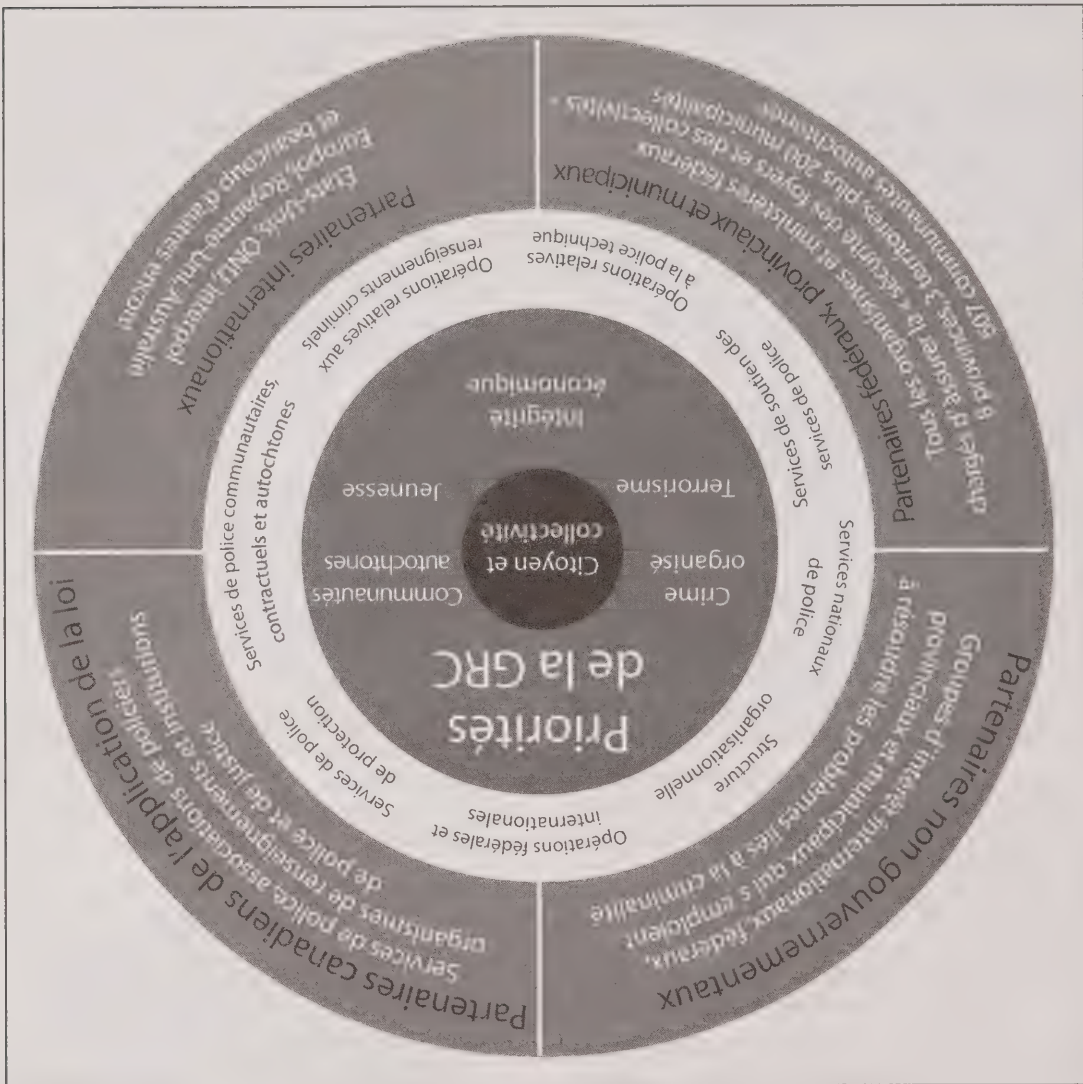 Partenaires non gouvernementaux
Groupes d'intérêt internationaux, fédéraux,
provinciaux et municipaux qui s'emploient
à résoudre les problèmes liés à la criminalité
Partenaires canadiens de l'application de la loi
Services de police, associations de policier,
organismes de renseignements et institutions
de police et de justice
Opérations fédérales et
internationales
Services de police
de protection
Services de police communautaires,
contractuels et autochtones
Opérations relatives aux
renseignements criminels
Opérations relatives
à la police technique
Services de soutien des
services de police
Services nationaux
de police
Structure
organisationnelle
Priorités
de la GRC
Crime
organisé
Communautés
autochtones
Citoyen et
collectivité
Terrorisme
Jeunesse
Intégrité
économique
Partenaires fédéraux, provinciaux et municipaux
Tous les organismes et ministères fédéraux
chargé d'assurer la « sécurité des foyers et des collectivités »
8 provinces, 3 territoires, plus 200 municipalités
607 communautés autochtones
Partenaires internationaux
États-Unis, ONU, Interpol
Europol, Royaume-Uni, Australie
et beaucoup d'autres encore